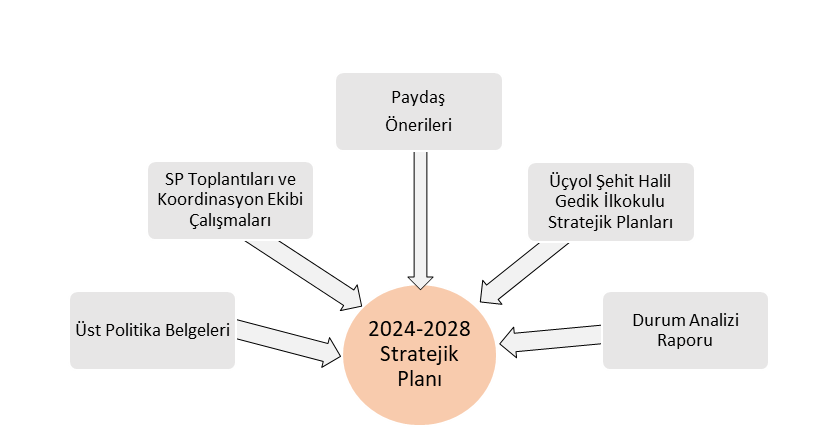 Paydaş
Önerileri
SP Toplantıları ve
Koordinasyon Ekibi
Çalışmaları
Üçyol Şehit Halil
Gedik İlkokulu
Stratejik Planları
Üst Politika Belgeleri
Durum Analizi
Raporu
2024-2028
Stratejik
Planı